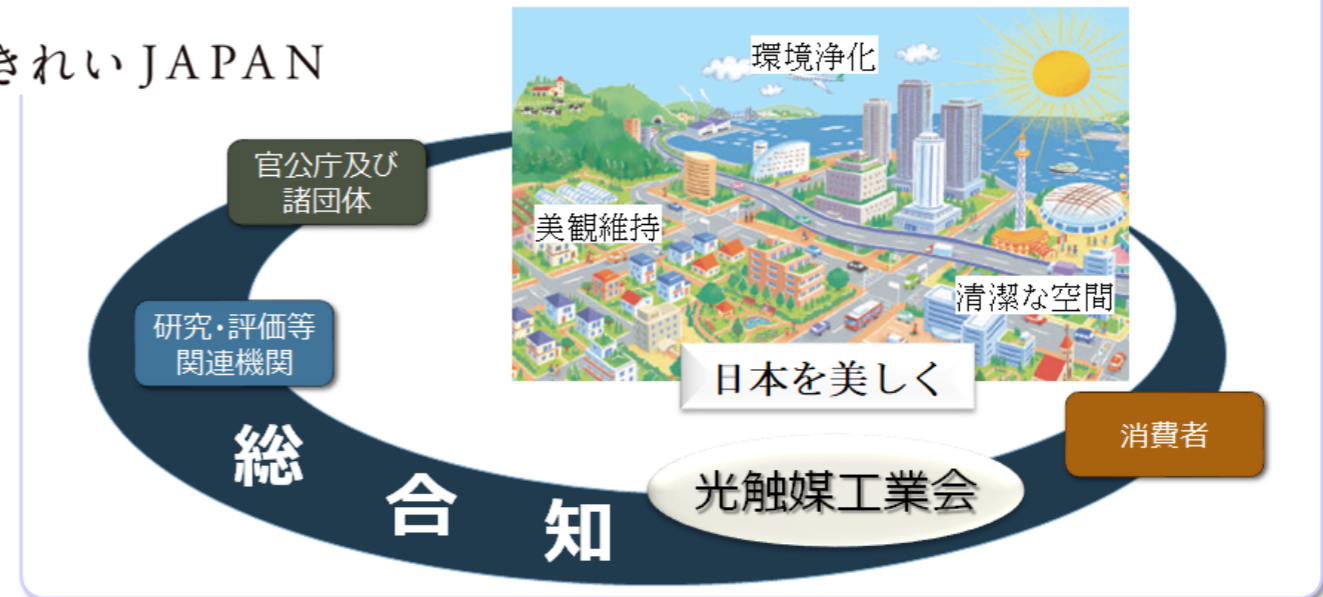 きれいJAPAN
環境浄化
官公庁及び
諸団体
美観維持
清潔な空間
研究・評価等
関連機関
日本を美しく
消費者
総合知
光触媒工業会